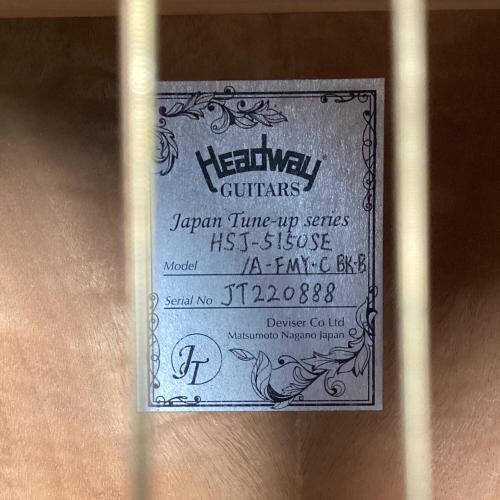 Headway®
GUITARS
Japan Tune-up series
HSJ-5150SE
Model /A-FMY-C BK-B
Serial No JT220888
Deviser Co Ltd
Matsumoto Nagano Japan
JT